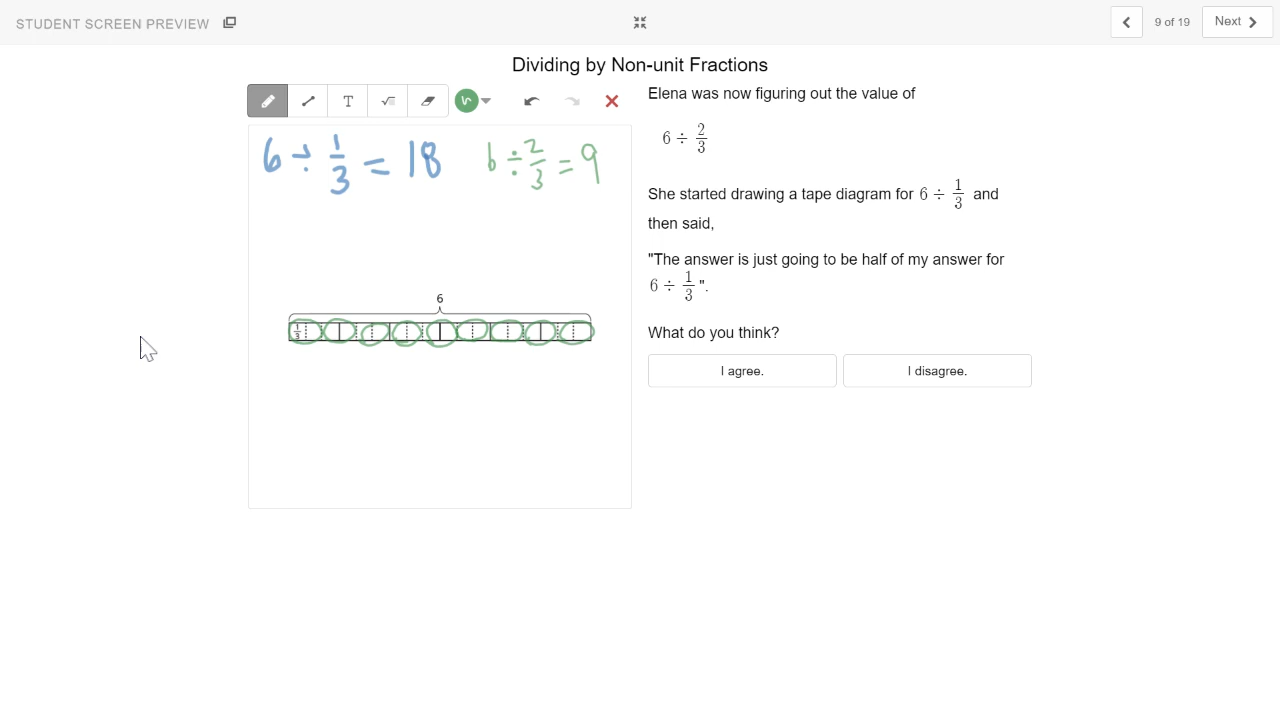 STUDENT SCREEN PREVIEW
9 of 19
Next
Dividing by Non-unit Fractions
T
√
6 ÷ 1/3 = 18
6 ÷ 2/3 = 9
6
1/3
Elena was now figuring out the value of
6 ÷ 2/3
She started drawing a tape diagram for 6 ÷ 1/3 and
then said,
"The answer is just going to be half of my answer for
6 ÷ 1/3 ".
What do you think?
I agree.
I disagree.